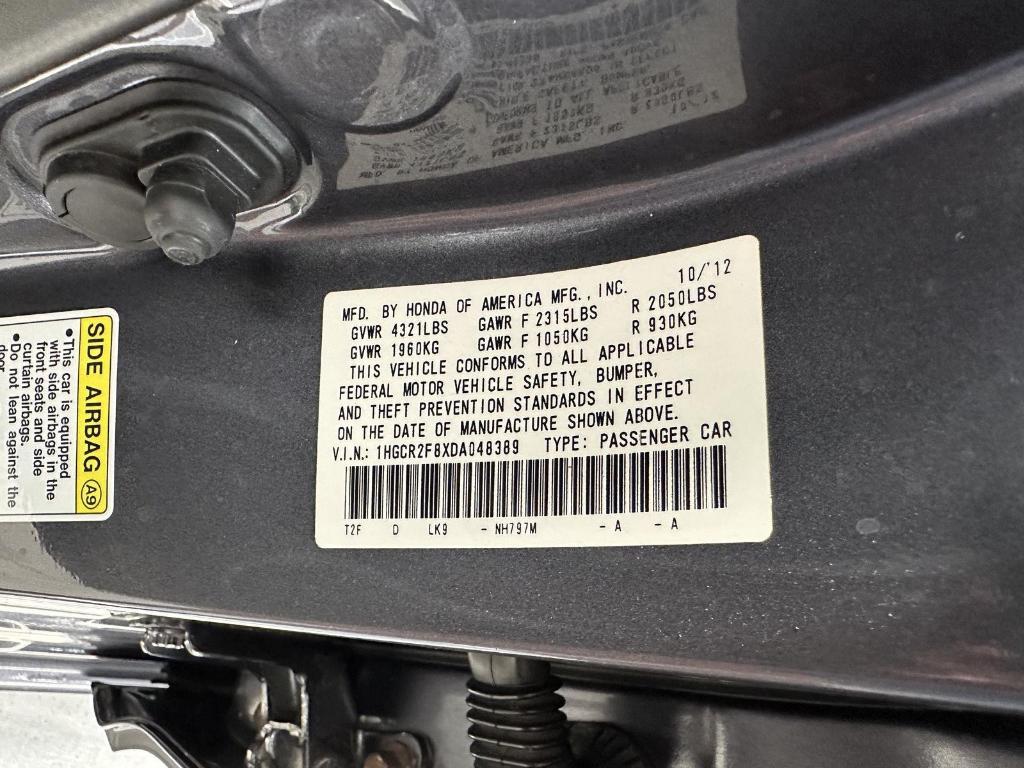 MFD. BY HONDA OF AMERICA MFG., INC. 10/'12
GVWR 4321LBS GAWR F 2315LBS R 2050LBS
GVWR 1960KG GAWR F 1050KG R 930KG
THIS VEHICLE CONFORMS TO ALL APPLICABLE
FEDERAL MOTOR VEHICLE SAFETY, BUMPER,
AND THEFT PREVENTION STANDARDS IN EFFECT
ON THE DATE OF MANUFACTURE SHOWN ABOVE.
V.I.N.: 1HGCR2F8XDA048389 TYPE: PASSENGER CAR
T2F D LK9 - NH797M - A - A
SIDE AIRBAG A9
• This car is equipped
with side airbags in the
front seats and side
curtain airbags.
• Do not lean against the
door